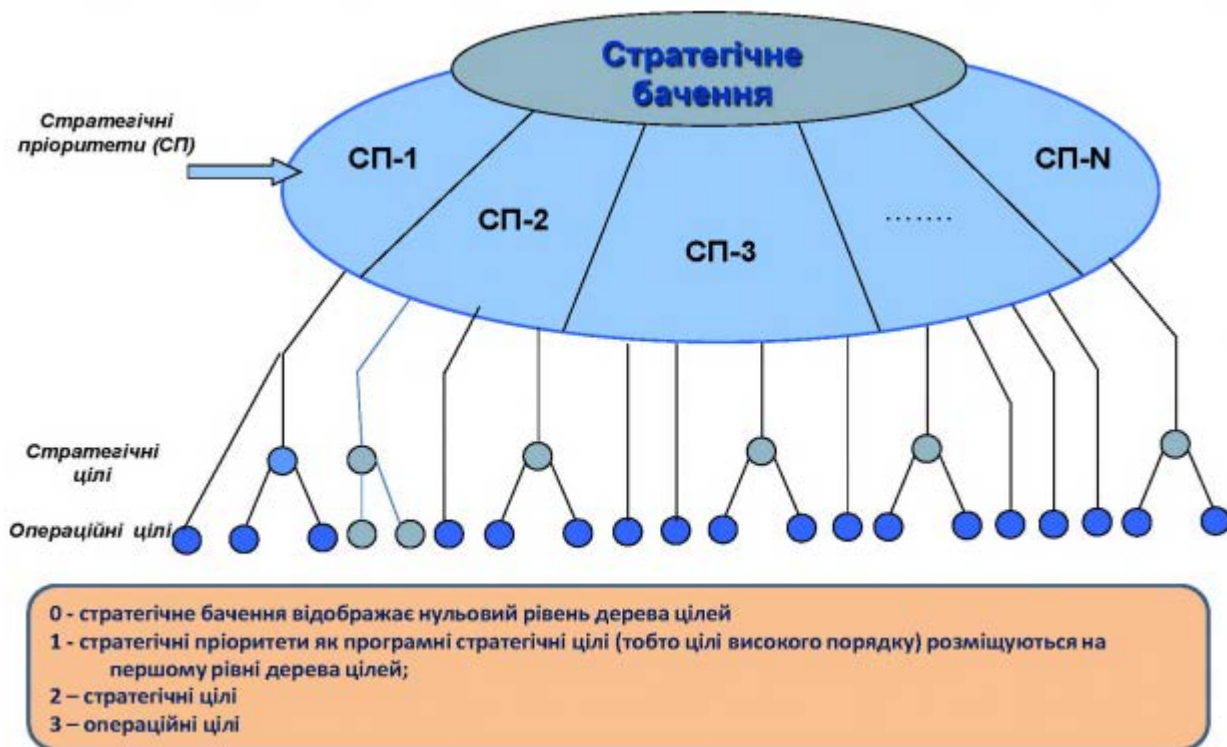 Стратегічне
бачення
Стратегічні
пріоритети (СП)
СП-1
СП-2
СП-3
.......
СП-N
Стратегічні
цілі
Операційні цілі
0 - стратегічне бачення відображає нульовий рівень дерева цілей
1 - стратегічні пріоритети як програмні стратегічні цілі (тобто цілі високого порядку) розміщуються на
першому рівні дерева цілей;
2 – стратегічні цілі
3 – операційні цілі